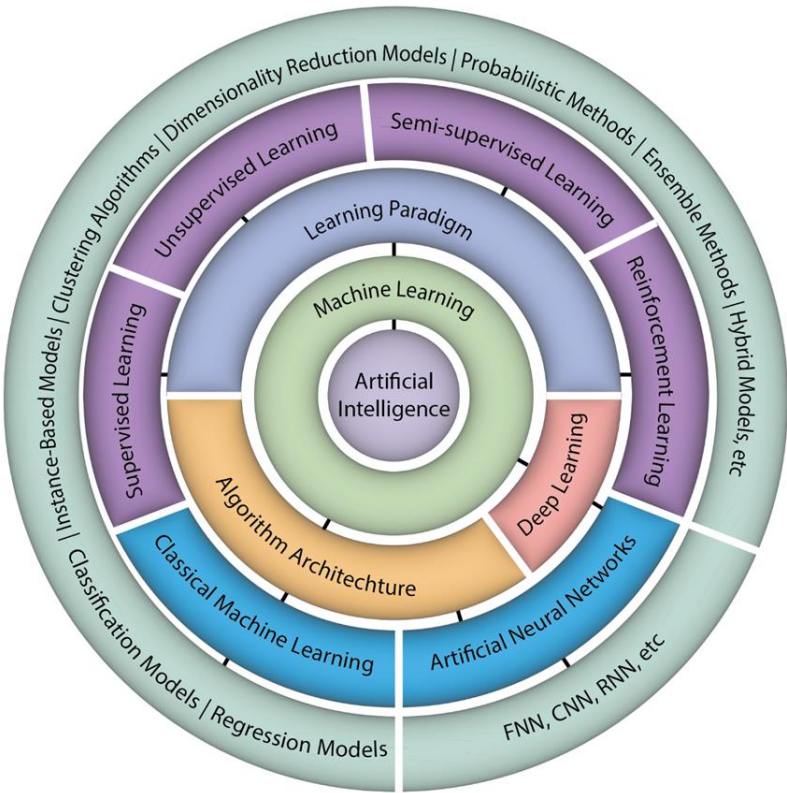 Artificial
Intelligence
Machine Learning
Learning Paradigm
Algorithm Architechture
Deep Learning
Supervised Learning
Unsupervised Learning
Semi-supervised Learning
Reinforcement Learning
Classical Machine Learning
Artificial Neural Networks
Regression Models | Classification Models | Instance-Based Models | Clustering Algorithms | Dimensionality Reduction Models | Probabilistic Methods | Ensemble Methods | Hybrid Models, etc
FNN, CNN, RNN, etc